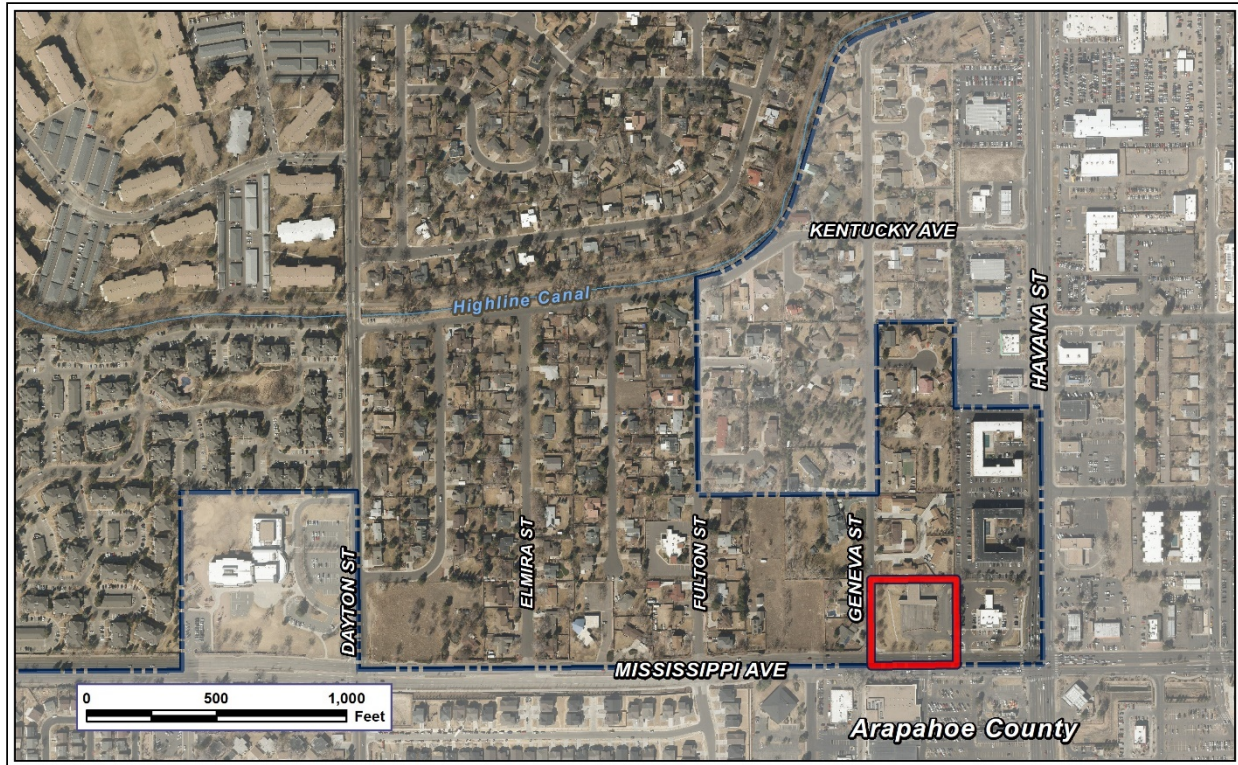 KENTUCKY AVE
Highline Canal
HAVANA ST
DAYTON ST
ELMIRA ST
FULTON ST
GENEVA ST
MISSISSIPPI AVE
0 500 1,000
Feet
Arapahoe County